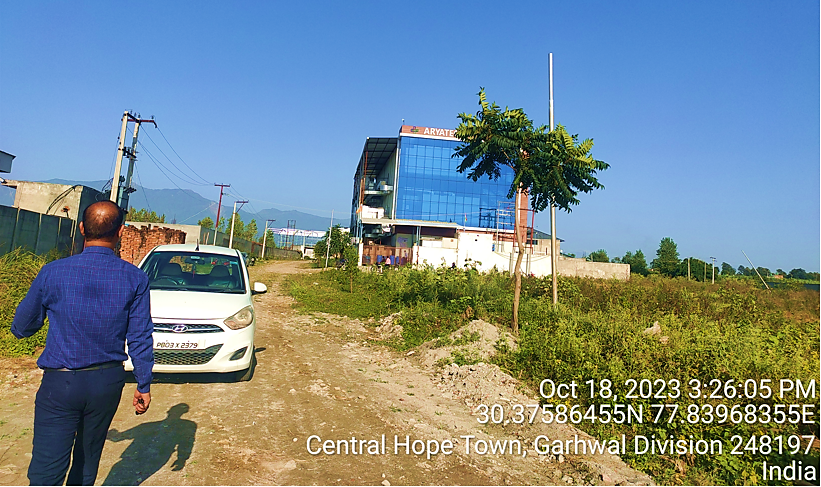 ARYATE
PB03 X 2379
Oct 18, 2023 3:26:05 PM
30.37586455N 77.83968355E
Central Hope Town, Garhwal Division 248197
India